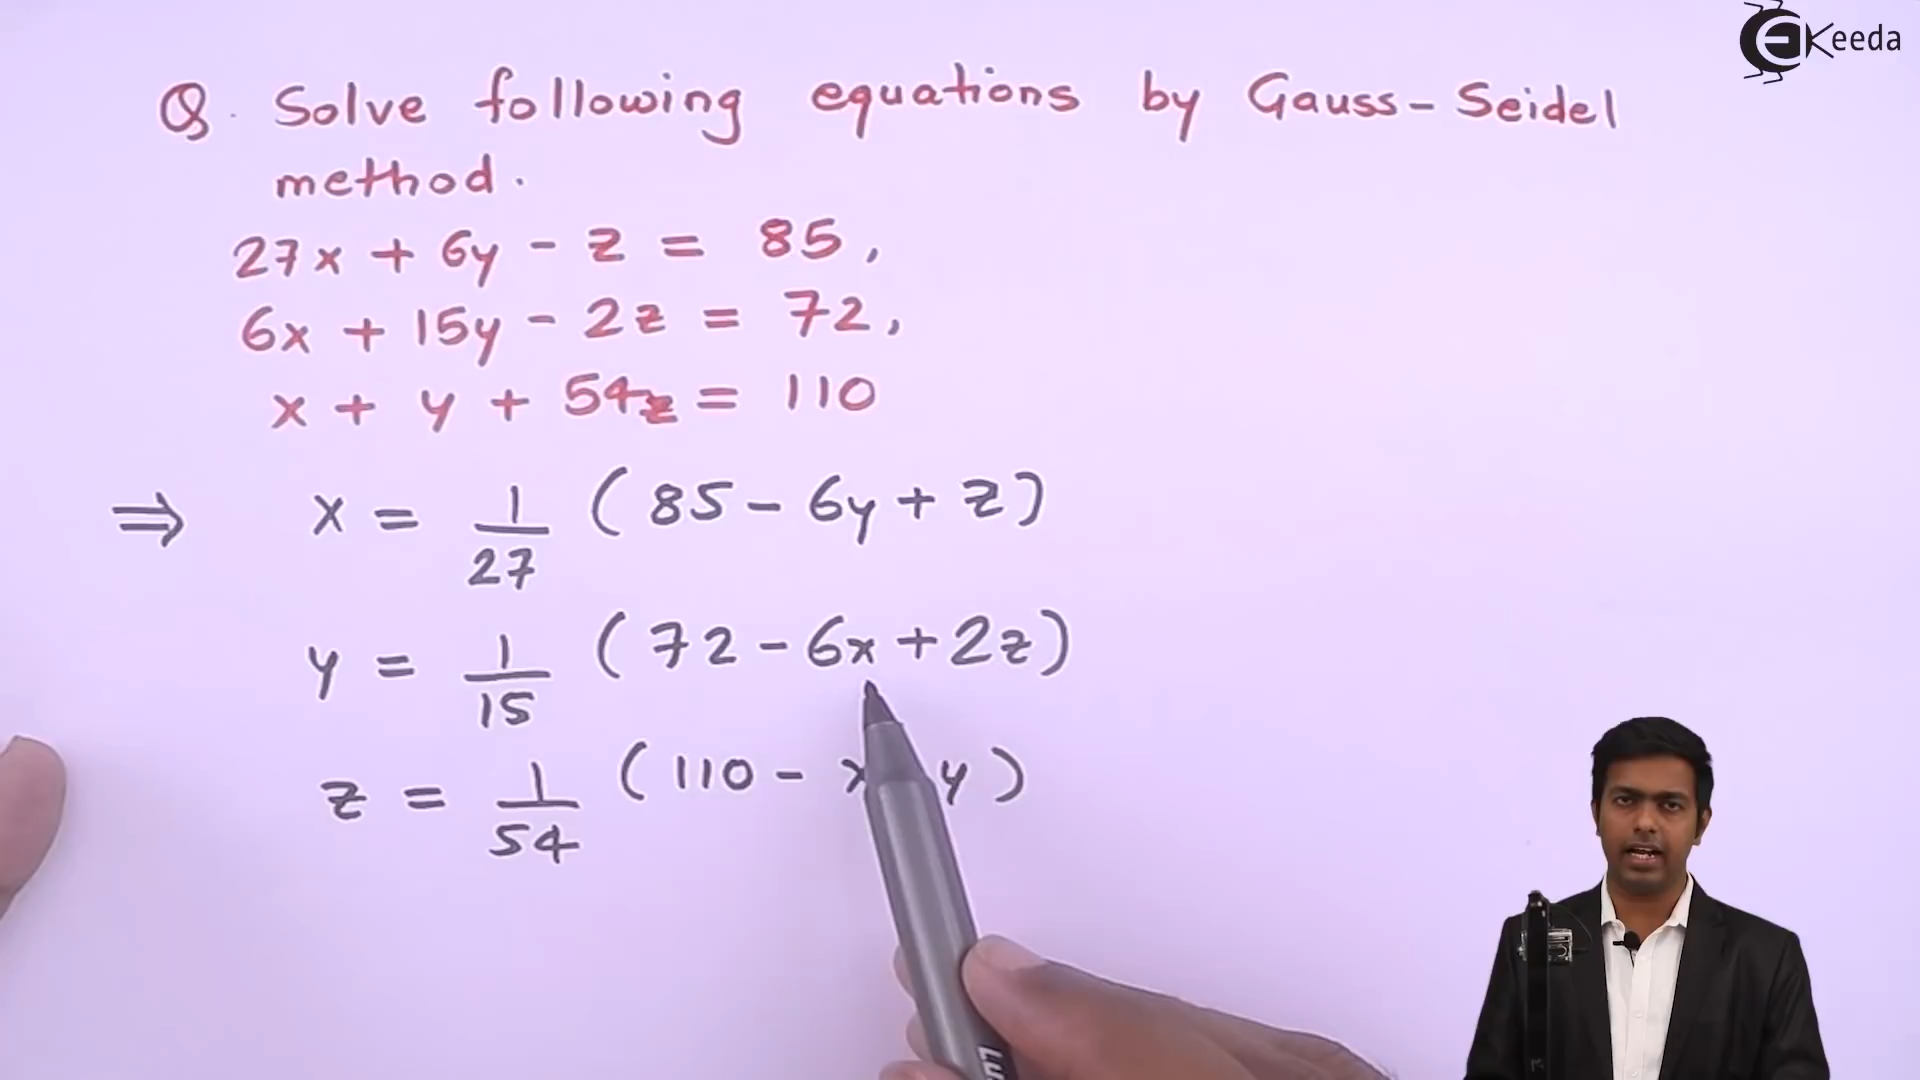 EKeeda
Q. Solve following equations by Gauss-Seidel
method.
27x + 6y - z = 85,
6x + 15y - 2z = 72,
x + y + 54z = 110
⇒ x = 1/27 (85 - 6y + z)
y = 1/15 (72 - 6x + 2z)
z = 1/54 (110 - x y)